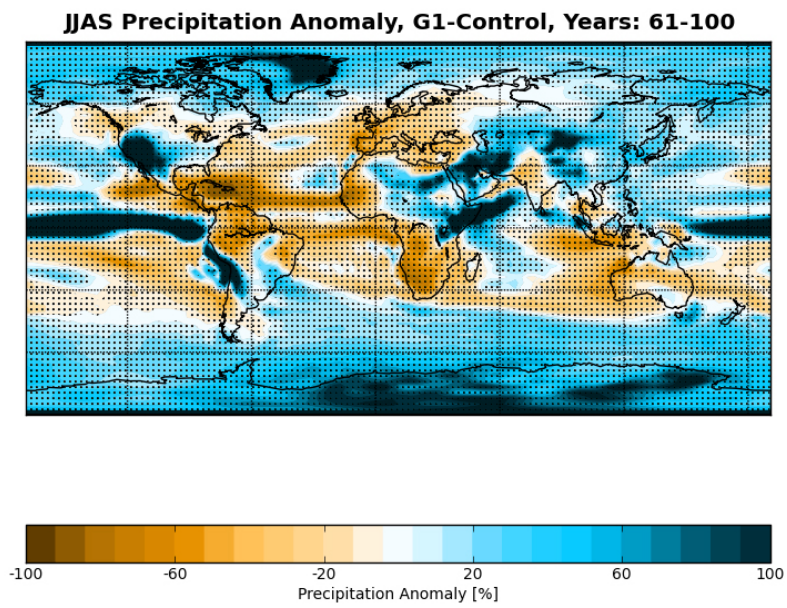 JJAS Precipitation Anomaly, G1-Control, Years: 61-100
-100 -60 -20 20 60 100
Precipitation Anomaly [%]